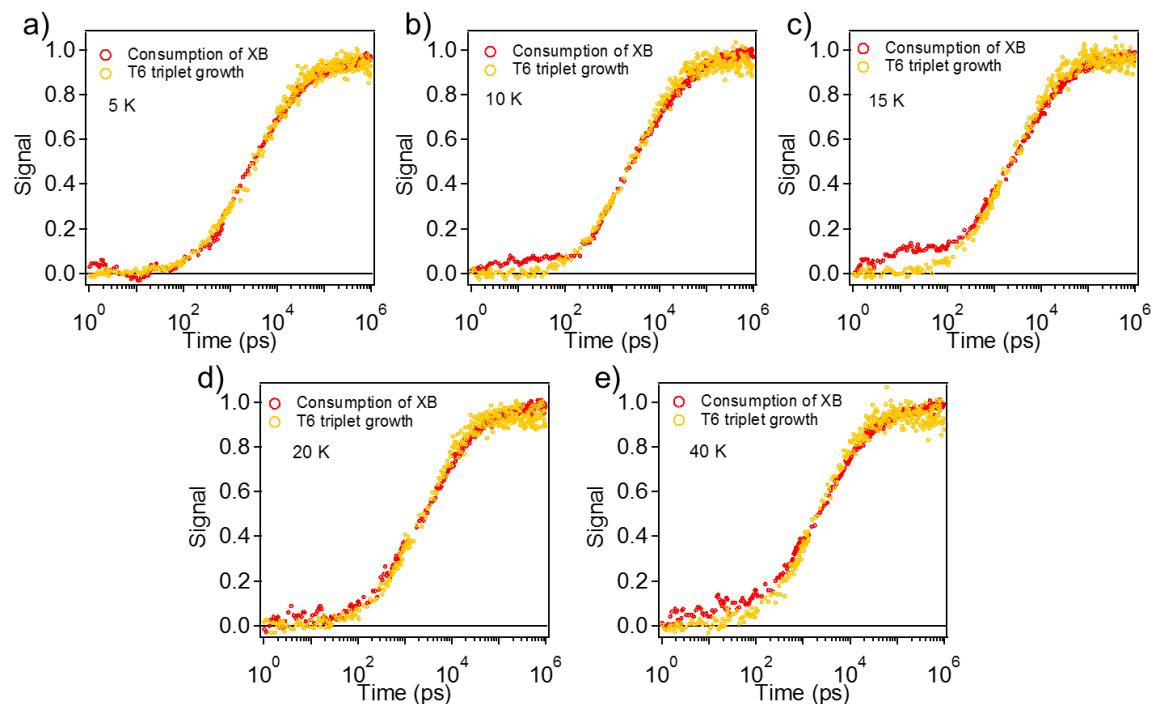 a)
Consumption of XB
T6 triplet growth
5 K
Signal
1.0
0.8
0.6
0.4
0.2
0.0
10^0
10^2
10^4
10^6
Time (ps)
b)
Consumption of XB
T6 triplet growth
10 K
Signal
1.0
0.8
0.6
0.4
0.2
0.0
10^0
10^2
10^4
10^6
Time (ps)
c)
Consumption of XB
T6 triplet growth
15 K
Signal
1.0
0.8
0.6
0.4
0.2
0.0
10^0
10^2
10^4
10^6
Time (ps)
d)
Consumption of XB
T6 triplet growth
20 K
Signal
1.0
0.8
0.6
0.4
0.2
0.0
10^0
10^2
10^4
10^6
Time (ps)
e)
Consumption of XB
T6 triplet growth
40 K
Signal
1.0
0.8
0.6
0.4
0.2
0.0
10^0
10^2
10^4
10^6
Time (ps)